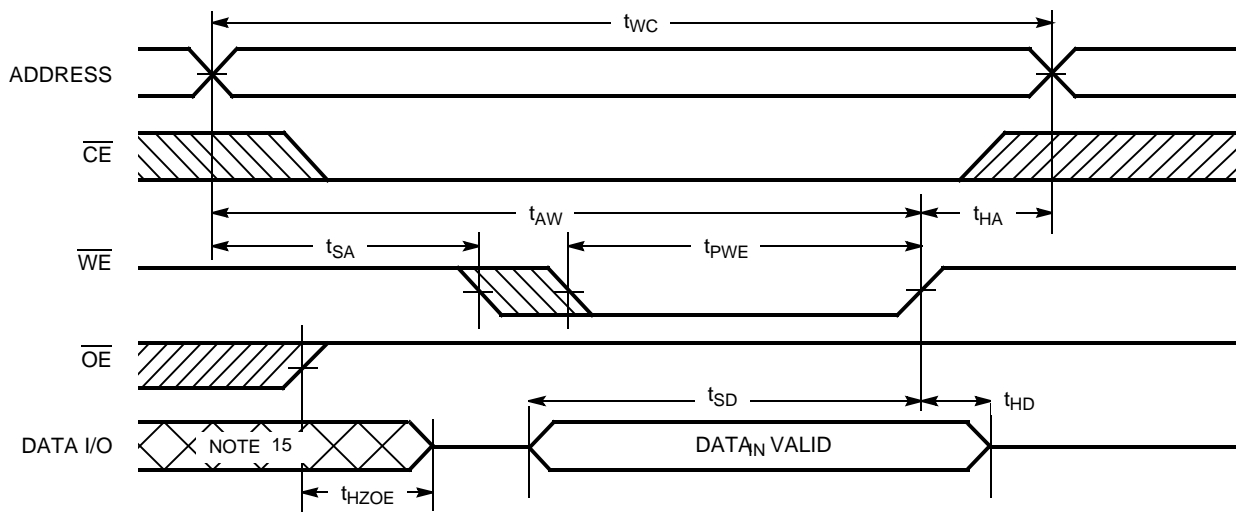 tWC
ADDRESS
CE
tAW
tHA
tSA
tPWE
WE
OE
tSD
tHD
DATA I/O
NOTE 15
DATAIN VALID
tHZOE